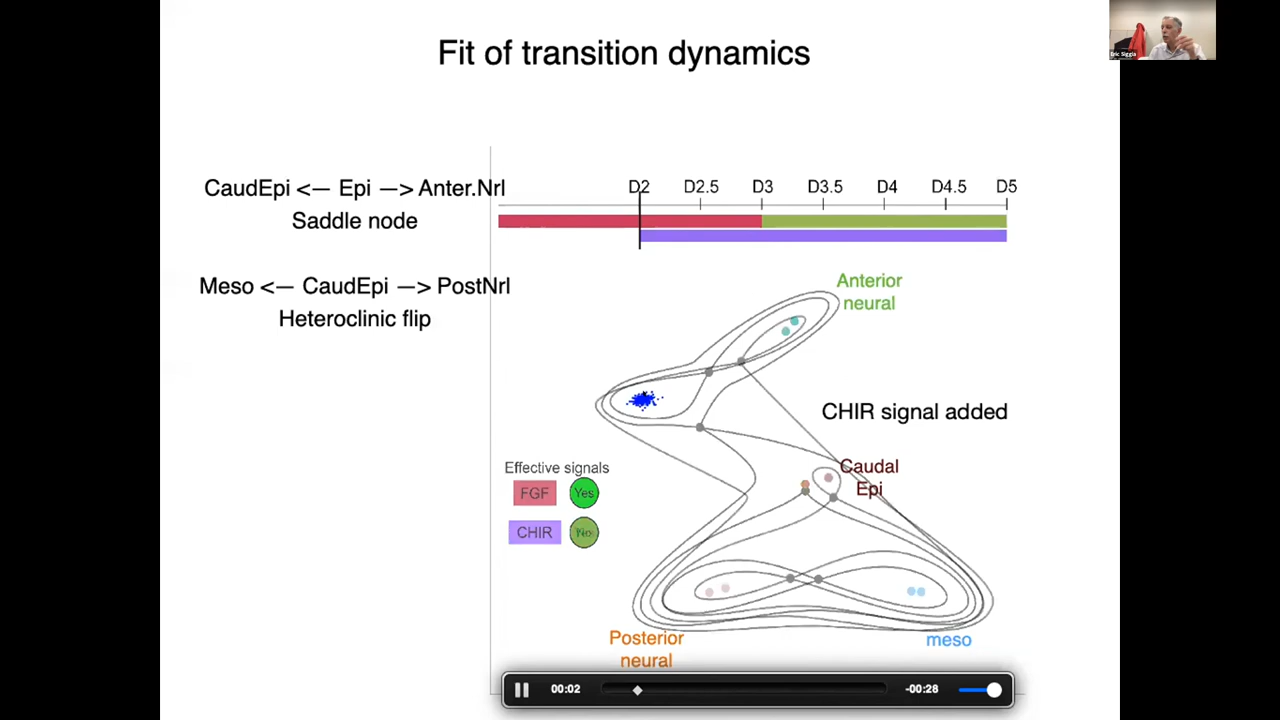 Fit of transition dynamics
Eric Siggia
CaudEpi <— Epi —> Anter.Nrl
Saddle node
D2 D2.5 D3 D3.5 D4 D4.5 D5
Meso <— CaudEpi —> PostNrl
Heteroclinic flip
Anterior
neural
CHIR signal added
Effective signals
FGF Yes
CHIR No
Caudal
Epi
Posterior
neural
meso
00:02
-00:28